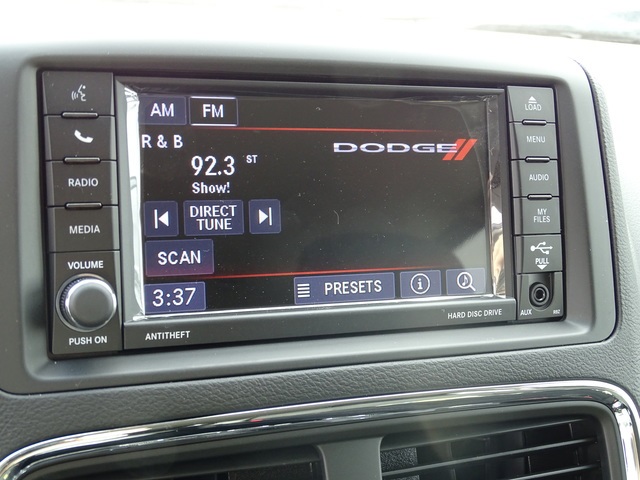 AM FM
LOAD
R & B
DODGE
MENU
92.3 ST
Show!
RADIO
AUDIO
DIRECT
TUNE
MEDIA
MY
FILES
SCAN
VOLUME
PULL
3:37 PRESETS
PUSH ON
ANTITHEFT
HARD DISC DRIVE
AUX